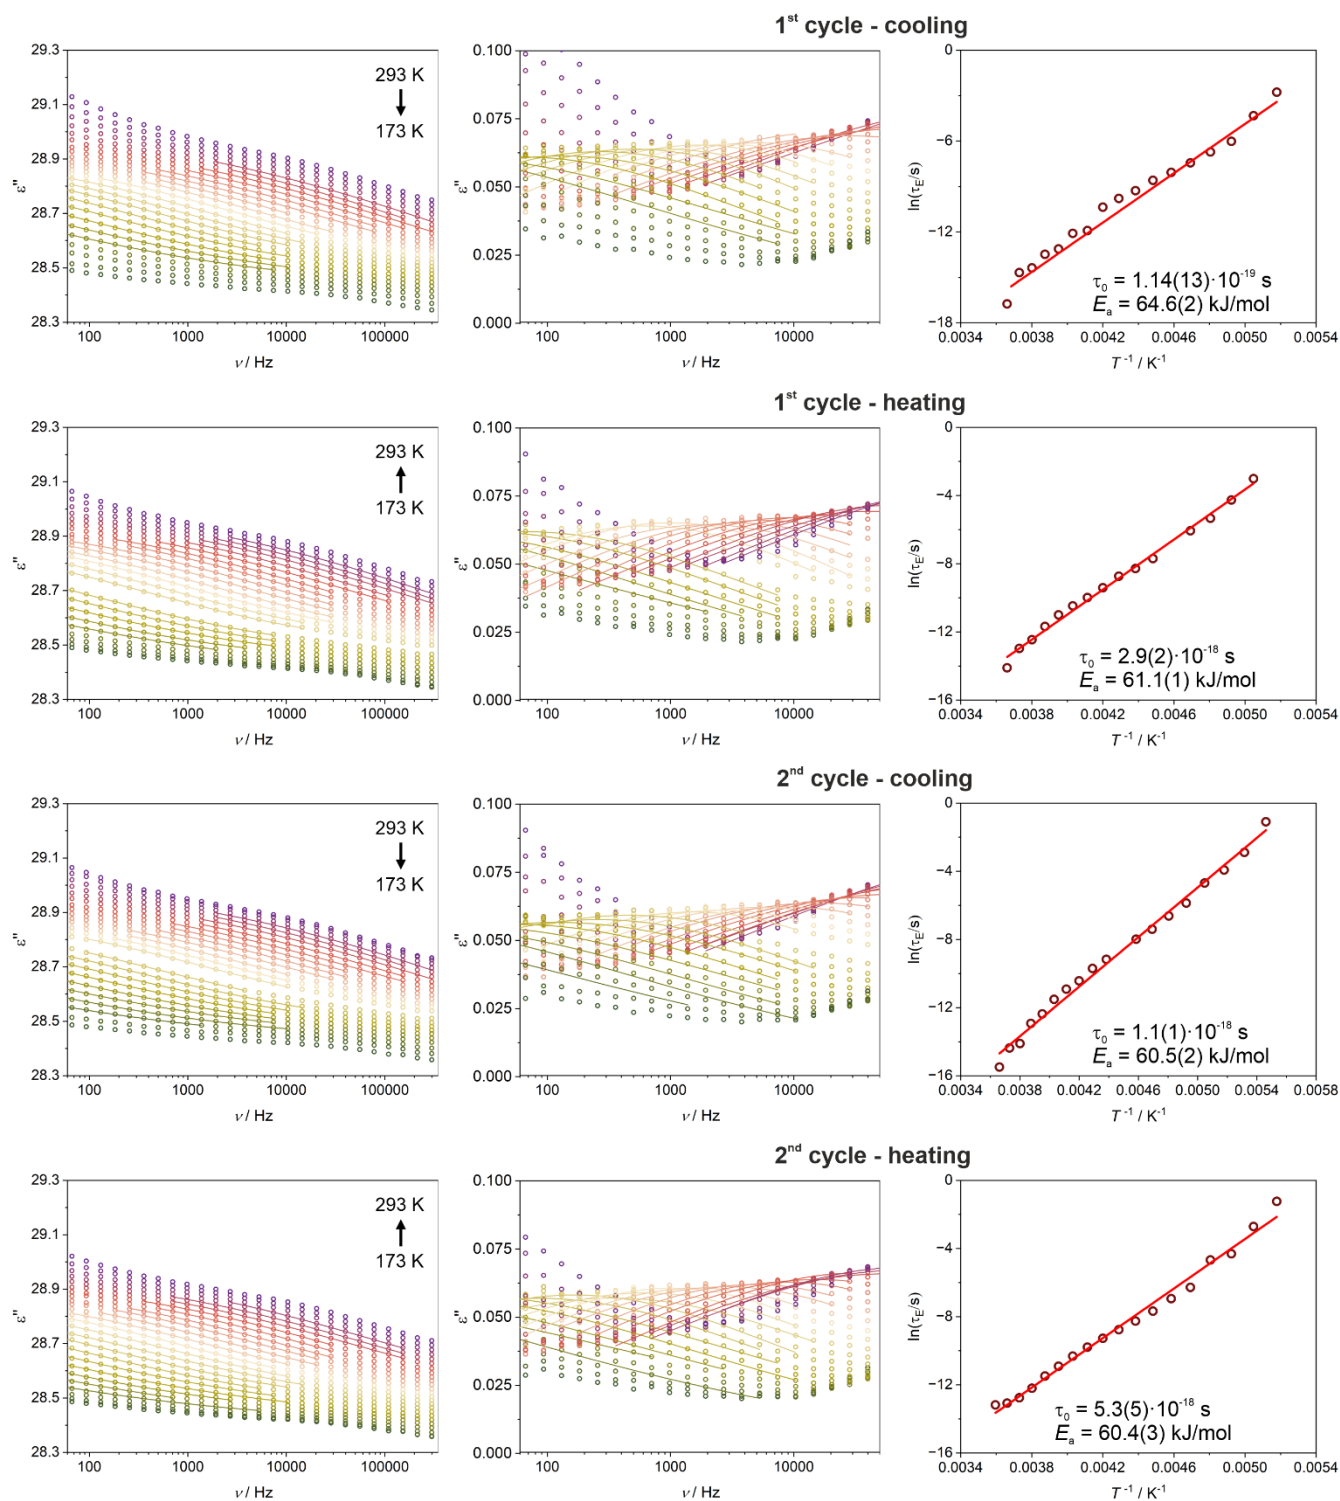 1st cycle - cooling
29.3
29.1
28.9
28.7
28.5
28.3
ε"
293 K
173 K
100
1000
10000
100000
ν / Hz
0.100
0.075
0.050
0.025
0.000
ε"
100
1000
10000
ν / Hz
0
−6
−12
−18
ln(τE/s)
τ0 = 1.14(13)·10-19 s
Ea = 64.6(2) kJ/mol
0.0034
0.0038
0.0042
0.0046
0.0050
0.0054
T -1 / K-1
1st cycle - heating
29.3
29.1
28.9
28.7
28.5
28.3
ε"
293 K
173 K
100
1000
10000
100000
ν / Hz
0.100
0.075
0.050
0.025
0.000
ε"
100
1000
10000
ν / Hz
0
−4
−8
−12
−16
ln(τE/s)
τ0 = 2.9(2)·10-18 s
Ea = 61.1(1) kJ/mol
0.0034
0.0038
0.0042
0.0046
0.0050
0.0054
T -1 / K-1
2nd cycle - cooling
29.3
29.1
28.9
28.7
28.5
28.3
ε"
293 K
173 K
100
1000
10000
100000
ν / Hz
0.100
0.075
0.050
0.025
0.000
ε"
100
1000
10000
ν / Hz
0
−4
−8
−12
−16
ln(τE/s)
τ0 = 1.1(1)·10-18 s
Ea = 60.5(2) kJ/mol
0.0034
0.0038
0.0042
0.0046
0.0050
0.0054
0.0058
T -1 / K-1
2nd cycle - heating
29.3
29.1
28.9
28.7
28.5
28.3
ε"
293 K
173 K
100
1000
10000
100000
ν / Hz
0.100
0.075
0.050
0.025
0.000
ε"
100
1000
10000
ν / Hz
0
−4
−8
−12
−16
ln(τE/s)
τ0 = 5.3(5)·10-18 s
Ea = 60.4(3) kJ/mol
0.0034
0.0038
0.0042
0.0046
0.0050
0.0054
T -1 / K-1